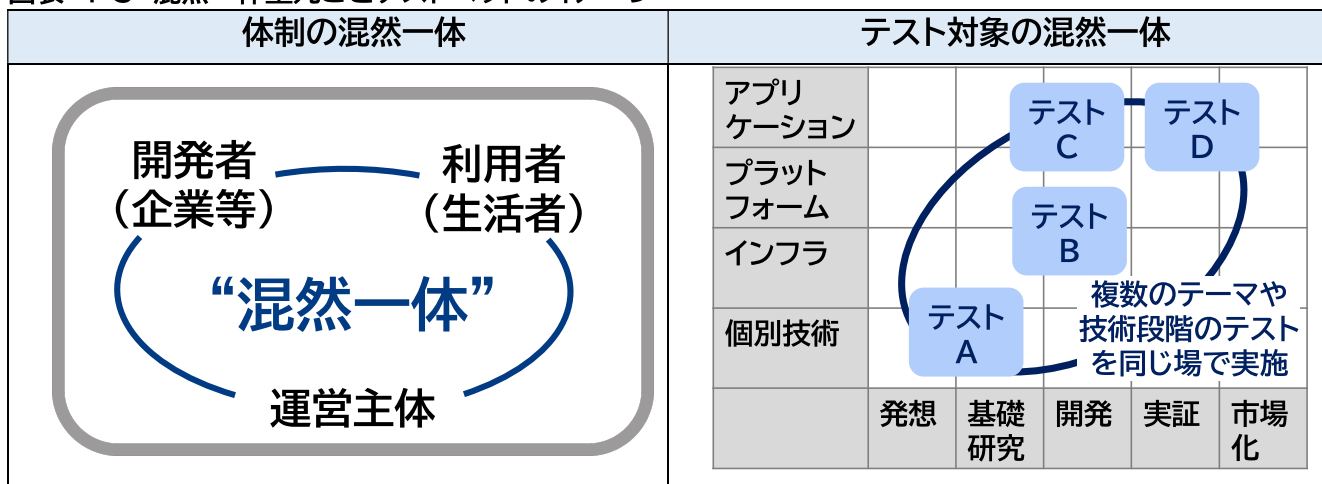 体制の混然一体
テスト対象の混然一体
開発者
（企業等）
利用者
（生活者）
“混然一体”
運営主体
アプリ
ケーション
プラット
フォーム
インフラ
個別技術
テスト
C
テスト
D
テスト
B
テスト
A
複数のテーマや
技術段階のテスト
を同じ場で実施
発想
基礎
研究
開発
実証
市場
化